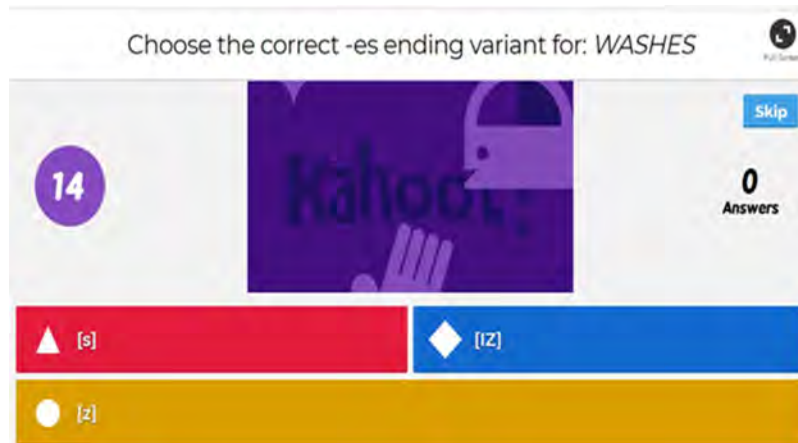 Choose the correct -es ending variant for: WASHES
Full Screen
Skip
14
Kahoot!
0
Answers
[s]
[IZ]
[z]